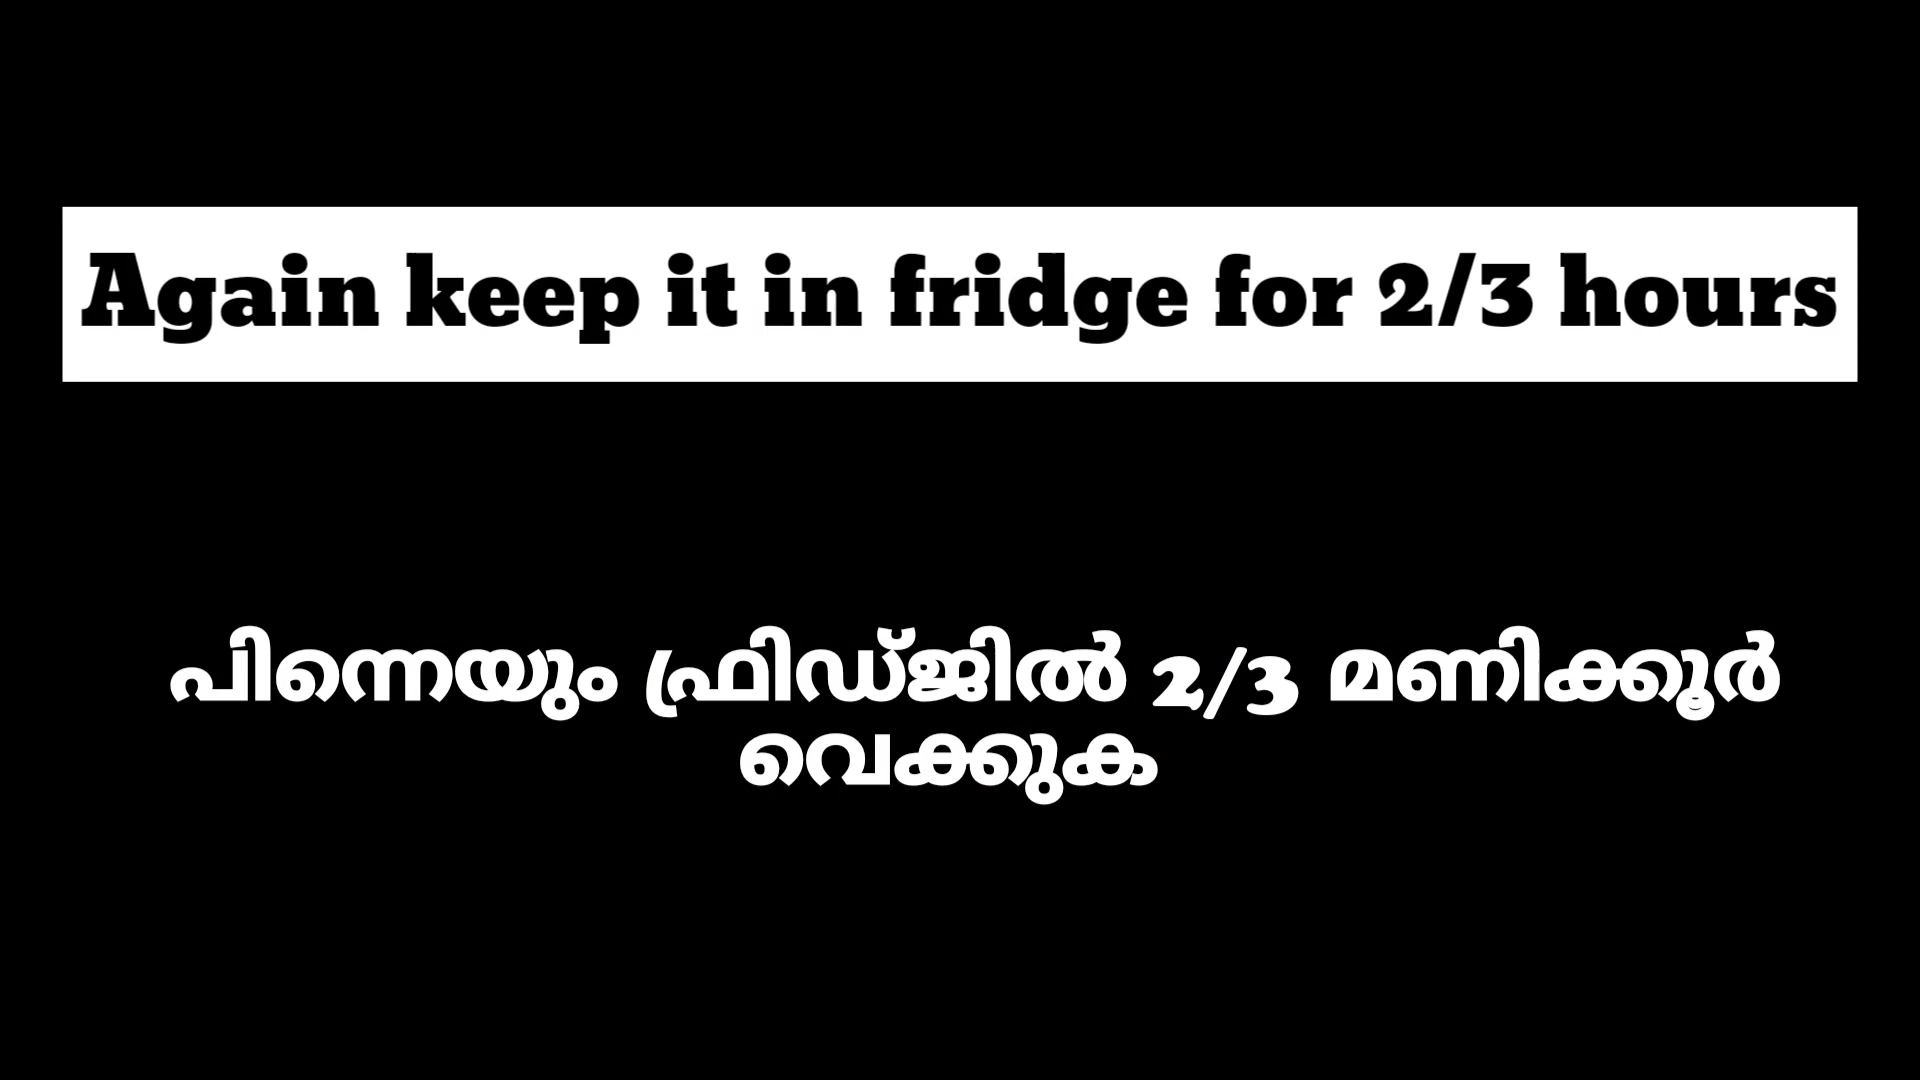 Again keep it in fridge for 2/3 hours
പിന്നെയും ഫ്രിഡ്ജിൽ 2/3 മണിക്കൂർ
വെക്കുക